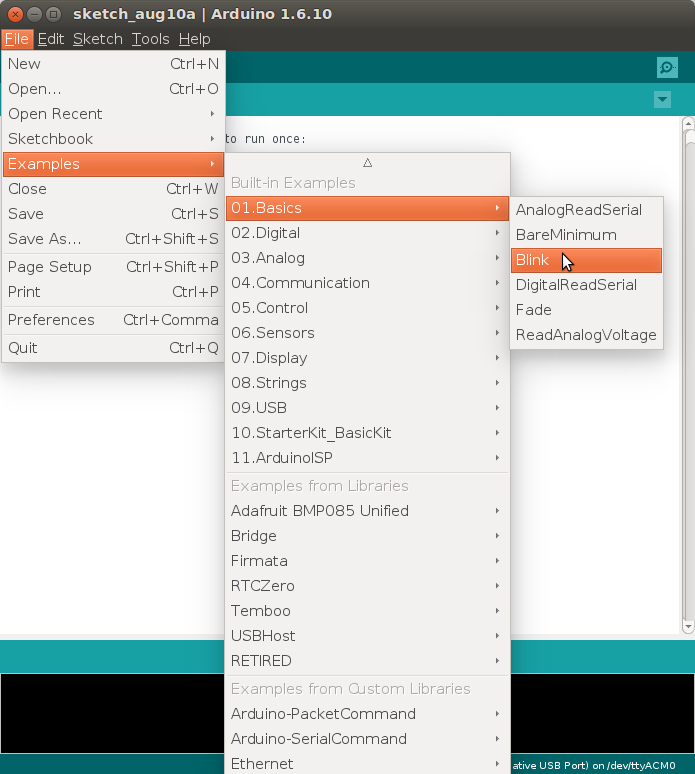 sketch_aug10a | Arduino 1.6.10
File Edit Sketch Tools Help
New Ctrl+N
Open... Ctrl+O
Open Recent
Sketchbook
to run once:
Examples
Close Ctrl+W
Save Ctrl+S
Save As... Ctrl+Shift+S
Page Setup Ctrl+Shift+P
Print Ctrl+P
Preferences Ctrl+Comma
Quit Ctrl+Q
Built-in Examples
01.Basics
02.Digital
03.Analog
04.Communication
05.Control
06.Sensors
07.Display
08.Strings
09.USB
10.StarterKit_BasicKit
11.ArduinoISP
Examples from Libraries
Adafruit BMP085 Unified
Bridge
Firmata
RTCZero
Temboo
USBHost
RETIRED
Examples from Custom Libraries
Arduino-PacketCommand
Arduino-SerialCommand
Ethernet
AnalogReadSerial
BareMinimum
Blink
DigitalReadSerial
Fade
ReadAnalogVoltage
ative USB Port) on /dev/ttyACM0